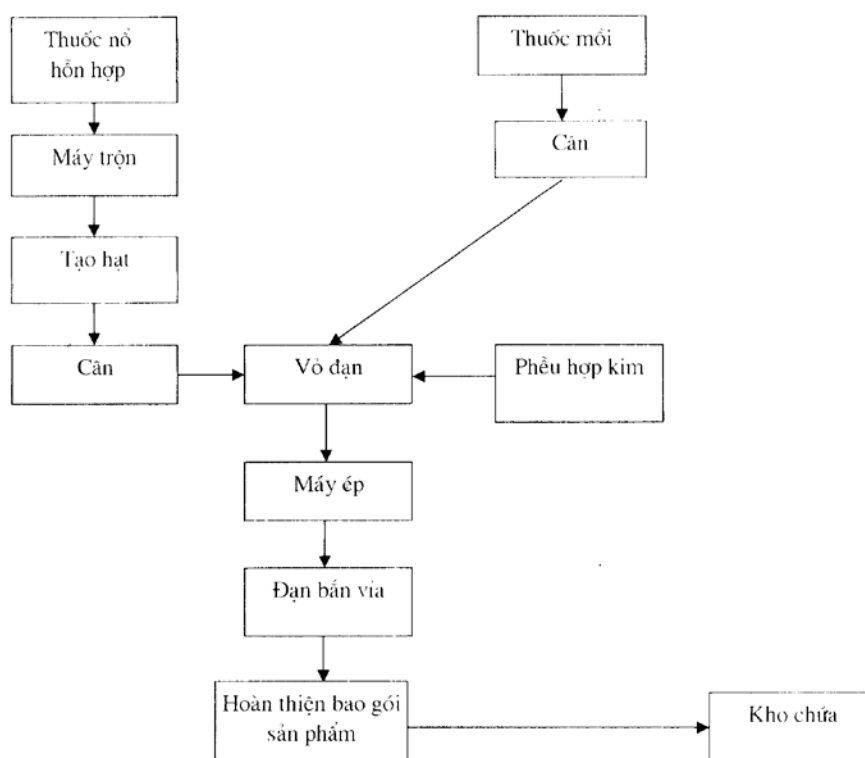 Thuốc nổ
hỗn hợp
Thuốc mồi
Máy trộn
Cân
Tạo hạt
Cân
Vỏ đạn
Phễu hợp kim
Máy ép
Đạn bắn vỉa
Hoàn thiện bao gói
sản phẩm
Kho chứa